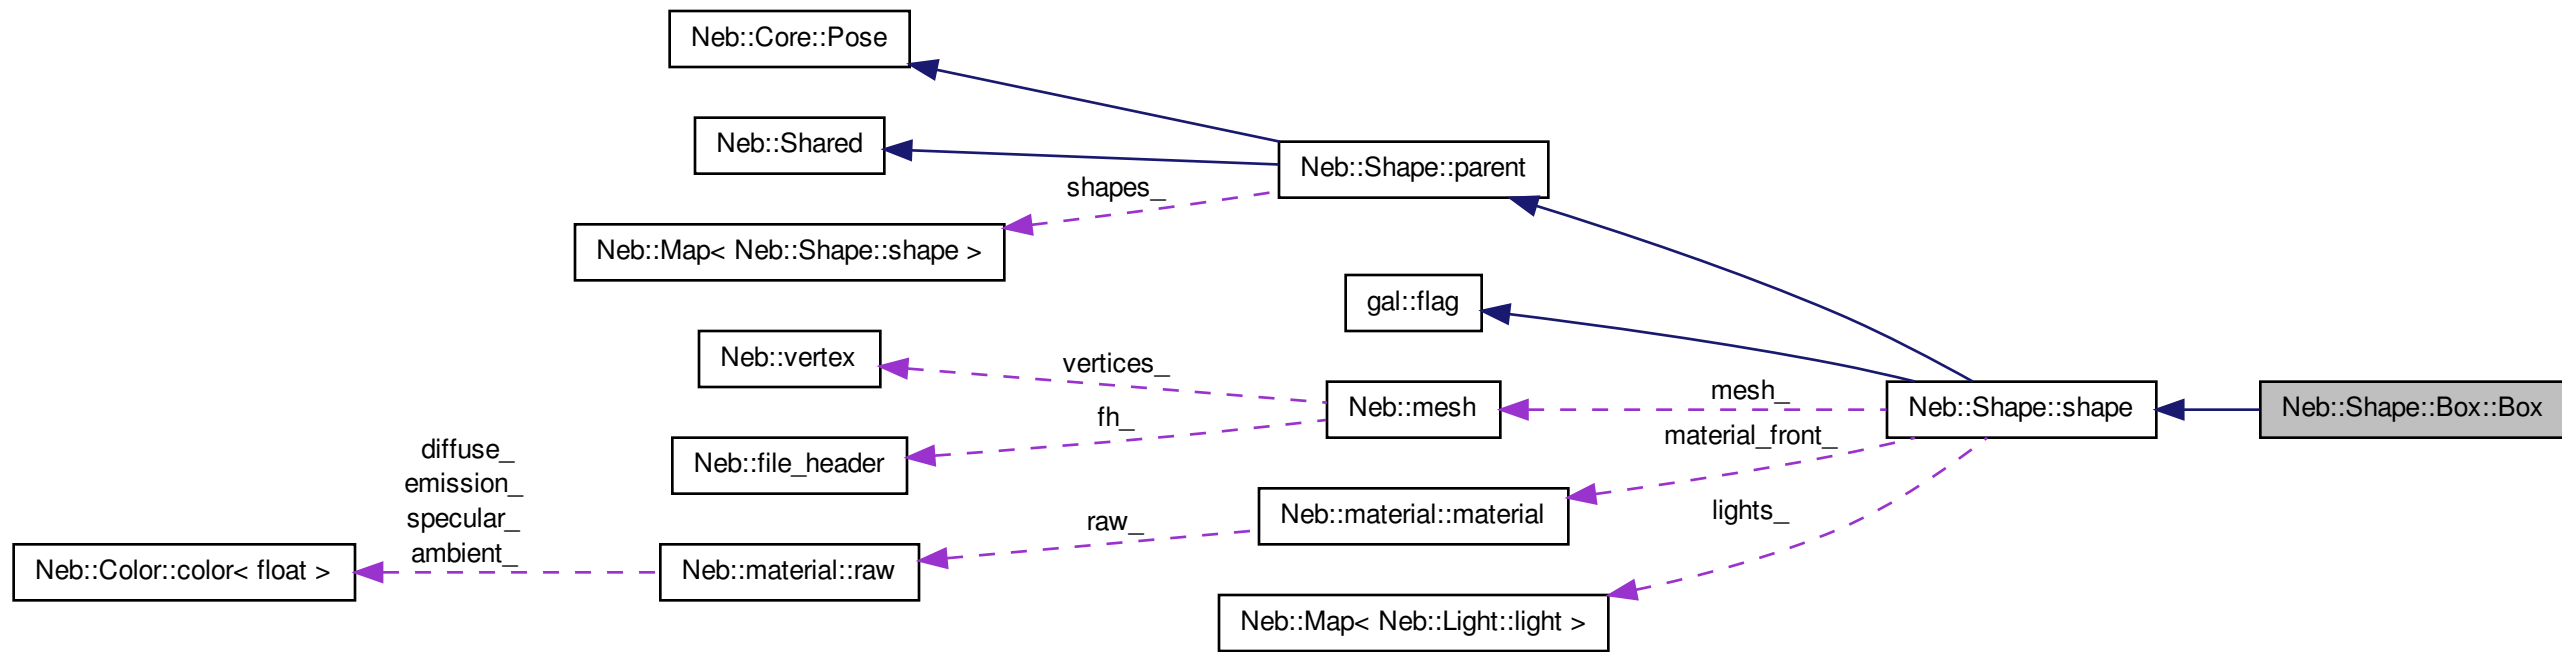 Neb::Core::Pose
Neb::Shared
Neb::Shape::parent
shapes_
Neb::Map< Neb::Shape::shape >
gal::flag
Neb::vertex
vertices_
mesh_
Neb::mesh
Neb::Shape::shape
Neb::Shape::Box::Box
fh_
material_front_
Neb::file_header
diffuse_
emission_
specular_
ambient_
lights_
Neb::material::material
raw_
Neb::Color::color< float >
Neb::material::raw
Neb::Map< Neb::Light::light >